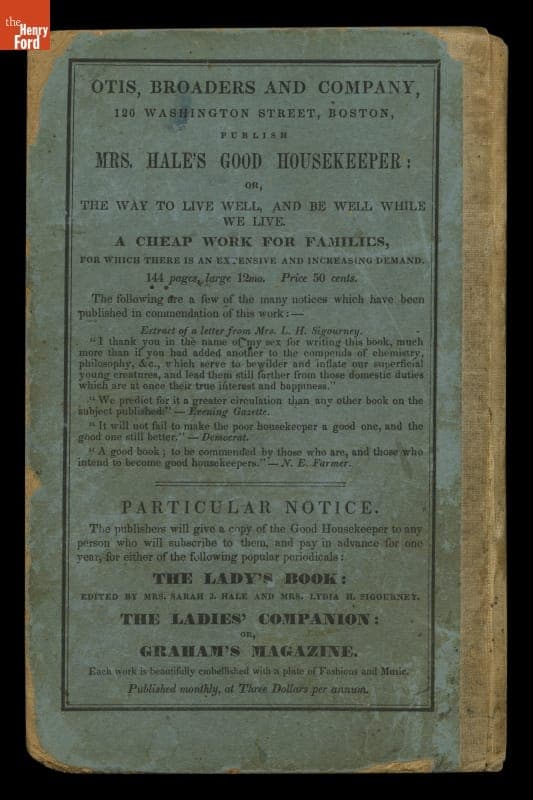 the
Henry
Ford
OTIS, BROADERS AND COMPANY,
120 WASHINGTON STREET, BOSTON,
PUBLISH
MRS. HALE'S GOOD HOUSEKEEPER:
OR,
THE WAY TO LIVE WELL, AND BE WELL WHILE
WE LIVE.
A CHEAP WORK FOR FAMILIES,
FOR WHICH THERE IS AN EXTENSIVE AND INCREASING DEMAND.
144 pages, large 12mo. Price 50 cents.
The following are a few of the many notices which have been
published in commendation of this work:—
Extract of a letter from Mrs. L. H. Sigourney.
"I thank you in the name of my sex for writing this book, much
more than if you had added another to the compends of chemistry,
philosophy, &c., which serve to bewilder and inflate our superficial
young creatures, and lead them still farther from those domestic duties
which are at once their true interest and happiness."
"We predict for it a greater circulation than any other book on the
subject published." — Evening Gazette.
"It will not fail to make the poor housekeeper a good one, and the
good one still better." — Democrat.
"A good book; to be commended by those who are, and those who
intend to become good housekeepers." — N. E. Farmer.
PARTICULAR NOTICE.
The publishers will give a copy of the Good Housekeeper to any
person who will subscribe to them, and pay in advance for one
year, for either of the following popular periodicals:
THE LADY'S BOOK:
EDITED BY MRS. SARAH J. HALE AND MRS. LYDIA H. SIGOURNEY.
THE LADIES' COMPANION:
OR,
GRAHAM'S MAGAZINE.
Each work is beautifully embellished with a plate of Fashions and Music.
Published monthly, at Three Dollars per annum.